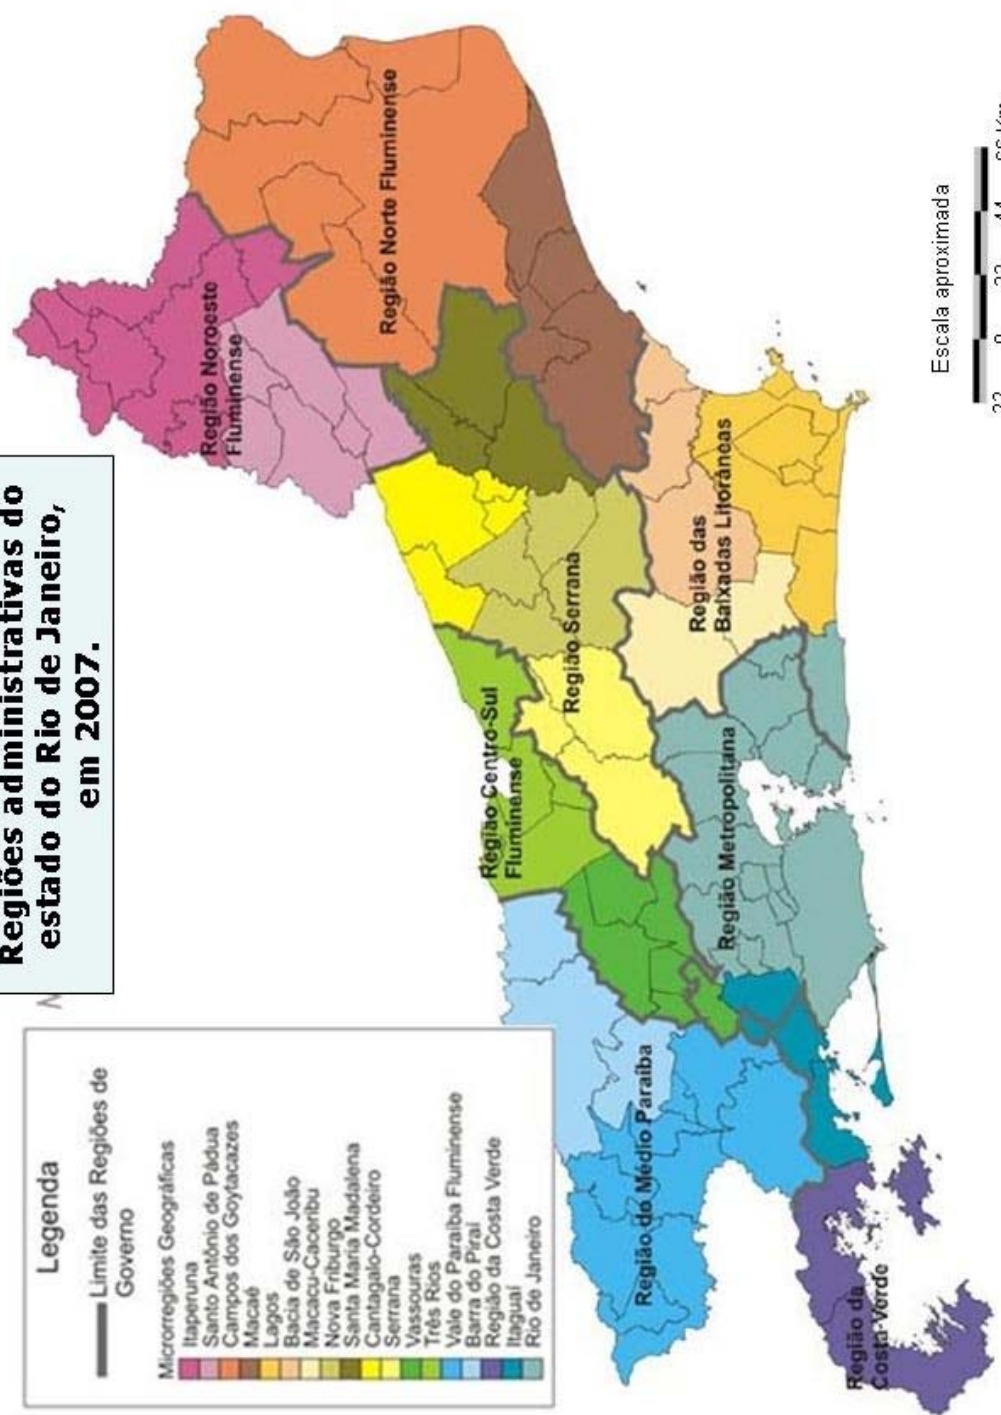 Regiões administrativas do
estado do Rio de Janeiro,
em 2007.
Legenda
Limite das Regiões de
Governo
Microrregiões Geográficas
Itaperuna
Santo Antônio de Pádua
Campos dos Goytacazes
Macaé
Lagos
Bacia de São João
Macacu-Caceribu
Nova Friburgo
Santa Maria Madalena
Cantagalo-Cordeiro
Serrana
Vassouras
Três Rios
Vale do Paraíba Fluminense
Barra do Piraí
Região da Costa Verde
Itaguaí
Rio de Janeiro
Região Noroeste
Fluminense
Região Norte Fluminense
Região Serrana
Região Centro-Sul
Fluminense
Região das
Baixadas Litorâneas
Região Metropolitana
Região do Médio Paraíba
Região da
Costa Verde
Escala aproximada